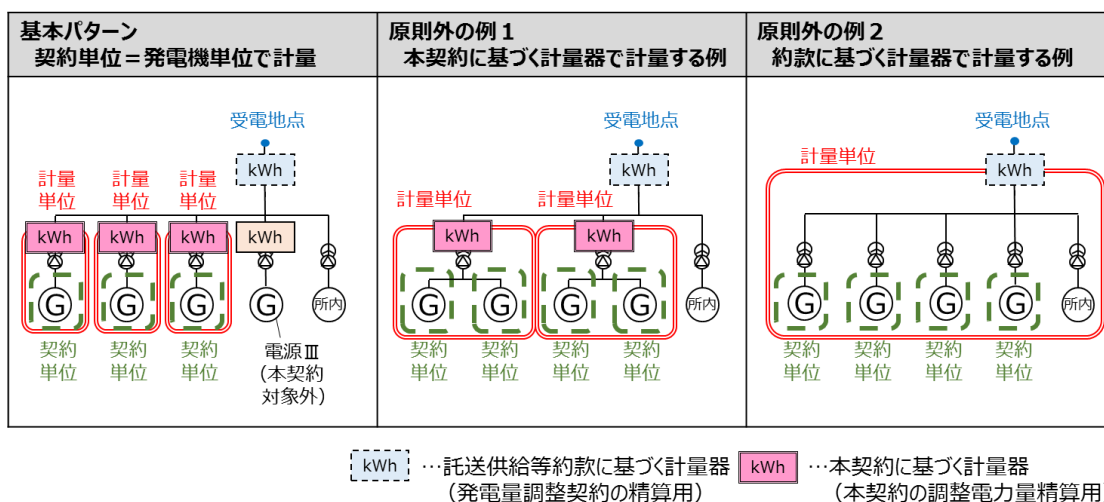 基本パターン
契約単位＝発電機単位で計量
原則外の例１
本契約に基づく計量器で計量する例
原則外の例２
約款に基づく計量器で計量する例
受電地点
kWh
計量
単位
計量
単位
計量
単位
kWh
kWh
kWh
kWh
G
G
G
G
所内
契約
単位
契約
単位
契約
単位
電源Ⅲ
（本契約
対象外）
受電地点
kWh
計量単位
計量単位
kWh
kWh
G
G
G
G
所内
契約
単位
契約
単位
契約
単位
契約
単位
受電地点
計量単位
kWh
G
G
G
G
所内
契約
単位
契約
単位
契約
単位
契約
単位
kWh …託送供給等約款に基づく計量器
（発電量調整契約の精算用）
kWh …本契約に基づく計量器
（本契約の調整電力量精算用）